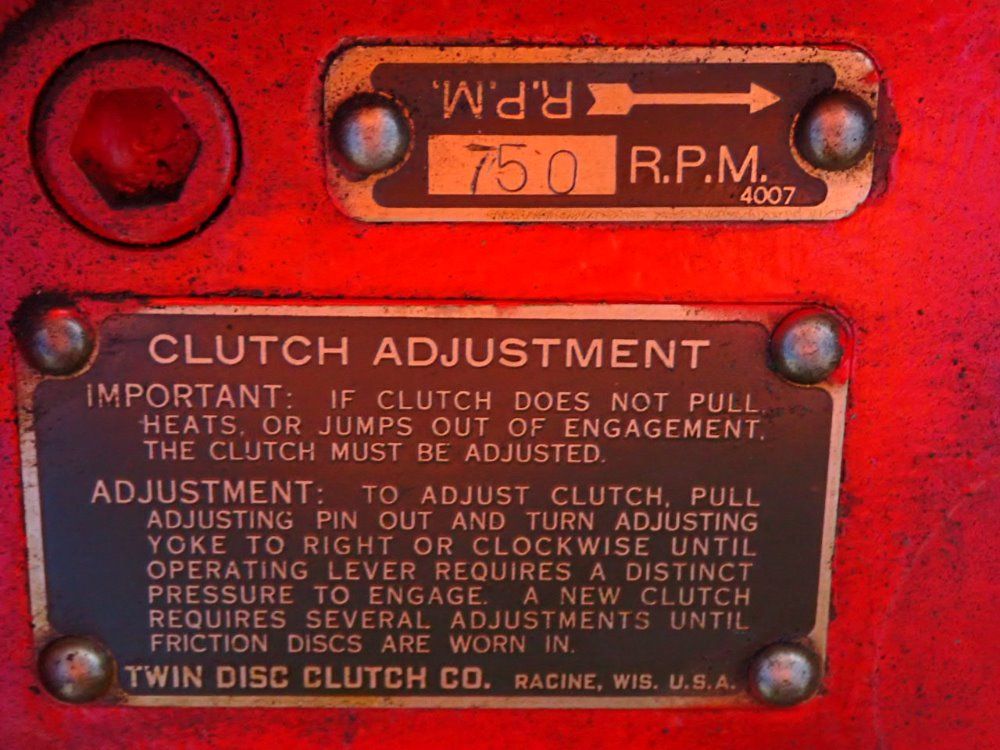 R.P.M.
750 R.P.M.
4007
CLUTCH ADJUSTMENT
IMPORTANT: IF CLUTCH DOES NOT PULL,
HEATS, OR JUMPS OUT OF ENGAGEMENT,
THE CLUTCH MUST BE ADJUSTED.
ADJUSTMENT: TO ADJUST CLUTCH, PULL
ADJUSTING PIN OUT AND TURN ADJUSTING
YOKE TO RIGHT OR CLOCKWISE UNTIL
OPERATING LEVER REQUIRES A DISTINCT
PRESSURE TO ENGAGE. A NEW CLUTCH
REQUIRES SEVERAL ADJUSTMENTS UNTIL
FRICTION DISCS ARE WORN IN.
TWIN DISC CLUTCH CO. RACINE, WIS. U.S.A.